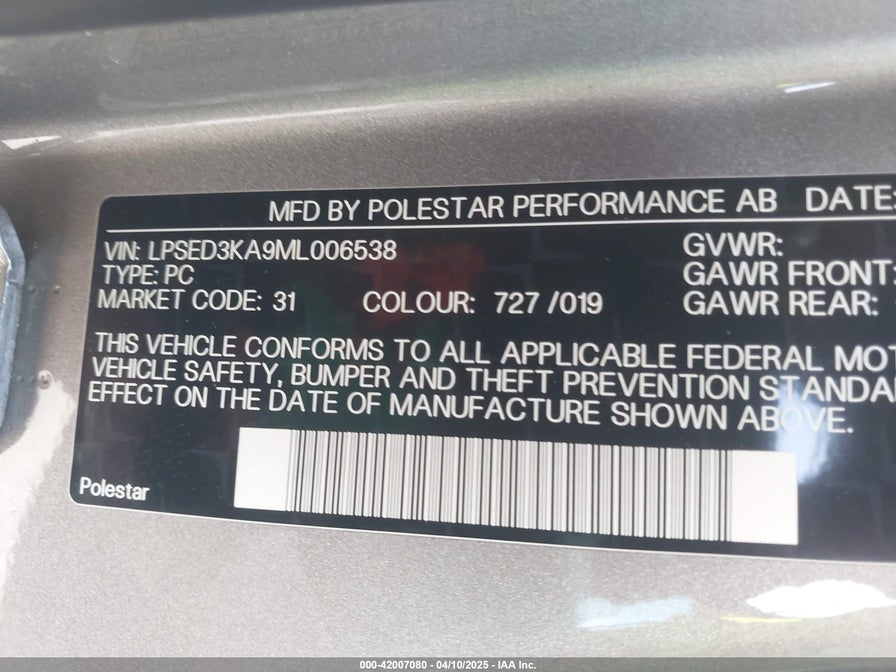 MFD BY POLESTAR PERFORMANCE AB DATE:
VIN: LPSED3KA9ML006538 GVWR:
TYPE: PC GAWR FRONT:
MARKET CODE: 31 COLOUR: 727 /019 GAWR REAR:
THIS VEHICLE CONFORMS TO ALL APPLICABLE FEDERAL MOT
VEHICLE SAFETY, BUMPER AND THEFT PREVENTION STANDA
EFFECT ON THE DATE OF MANUFACTURE SHOWN ABOVE.
Polestar
000-42007080 - 04/10/2025 - IAA Inc.